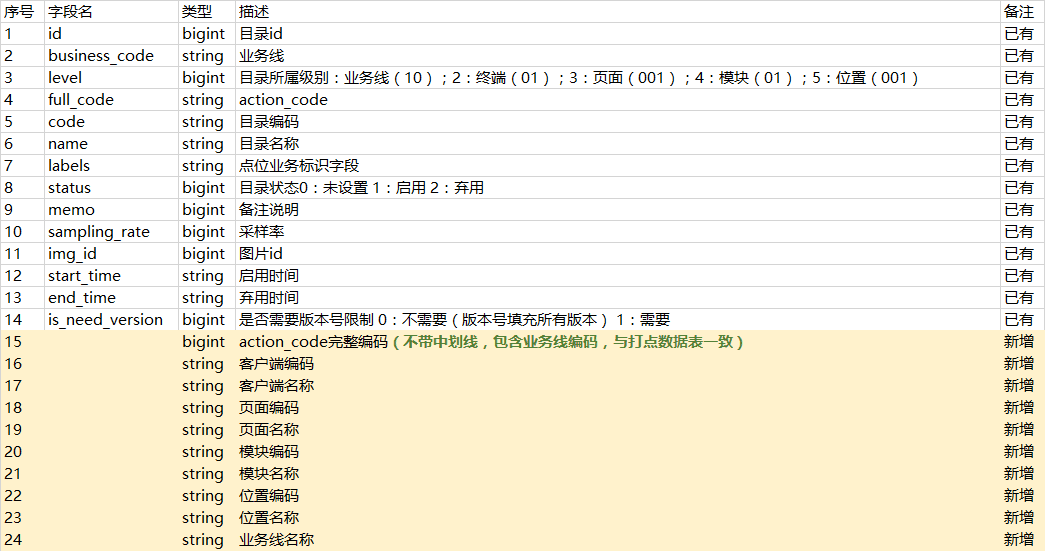 序号 字段名 类型 描述 备注
1 id bigint 目录id 已有
2 business_code string 业务线 已有
3 level bigint 目录所属级别：业务线（10）；2：终端（01）；3：页面（001）；4：模块（01）；5：位置（001） 已有
4 full_code string action_code 已有
5 code string 目录编码 已有
6 name string 目录名称 已有
7 labels string 点位业务标识字段 已有
8 status bigint 目录状态0：未设置 1：启用 2：弃用 已有
9 memo bigint 备注说明 已有
10 sampling_rate bigint 采样率 已有
11 img_id bigint 图片id 已有
12 start_time string 启用时间 已有
13 end_time string 弃用时间 已有
14 is_need_version bigint 是否需要版本号限制 0：不需要（版本号填充所有版本） 1：需要 已有
15 bigint action_code完整编码（不带中划线，包含业务线编码，与打点数据表一致） 新增
16 string 客户端编码 新增
17 string 客户端名称 新增
18 string 页面编码 新增
19 string 页面名称 新增
20 string 模块编码 新增
21 string 模块名称 新增
22 string 位置编码 新增
23 string 位置名称 新增
24 string 业务线名称 新增